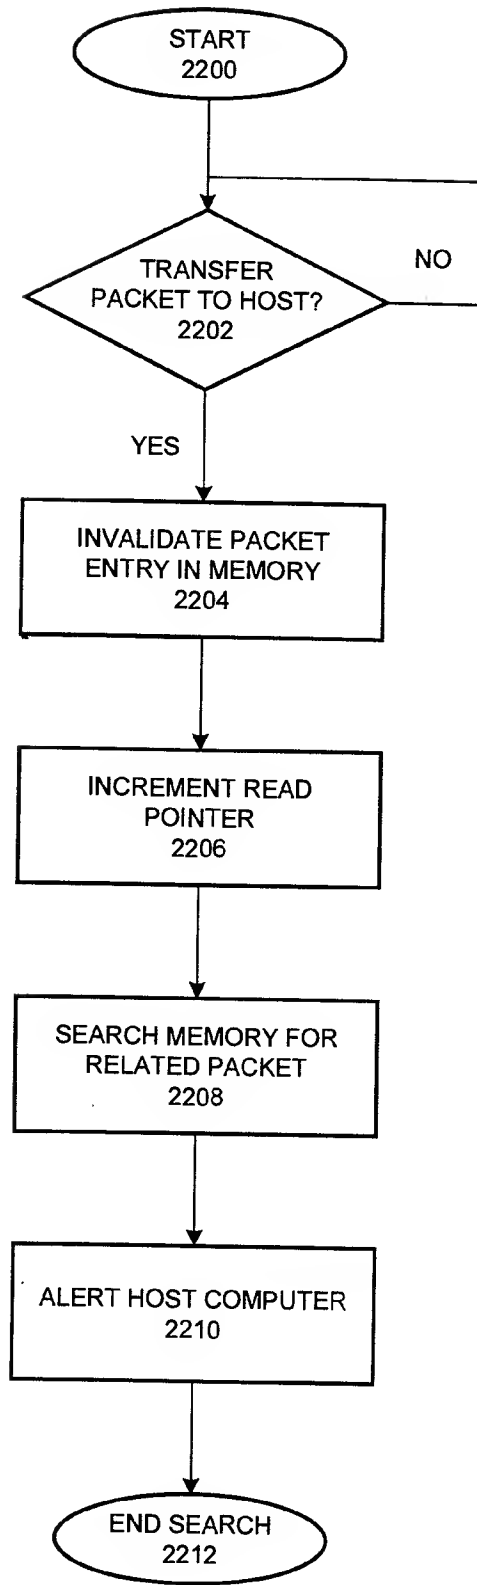 START
2200
TRANSFER
PACKET TO HOST?
2202
NO
YES
INVALIDATE PACKET
ENTRY IN MEMORY
2204
INCREMENT READ
POINTER
2206
SEARCH MEMORY FOR
RELATED PACKET
2208
ALERT HOST COMPUTER
2210
END SEARCH
2212